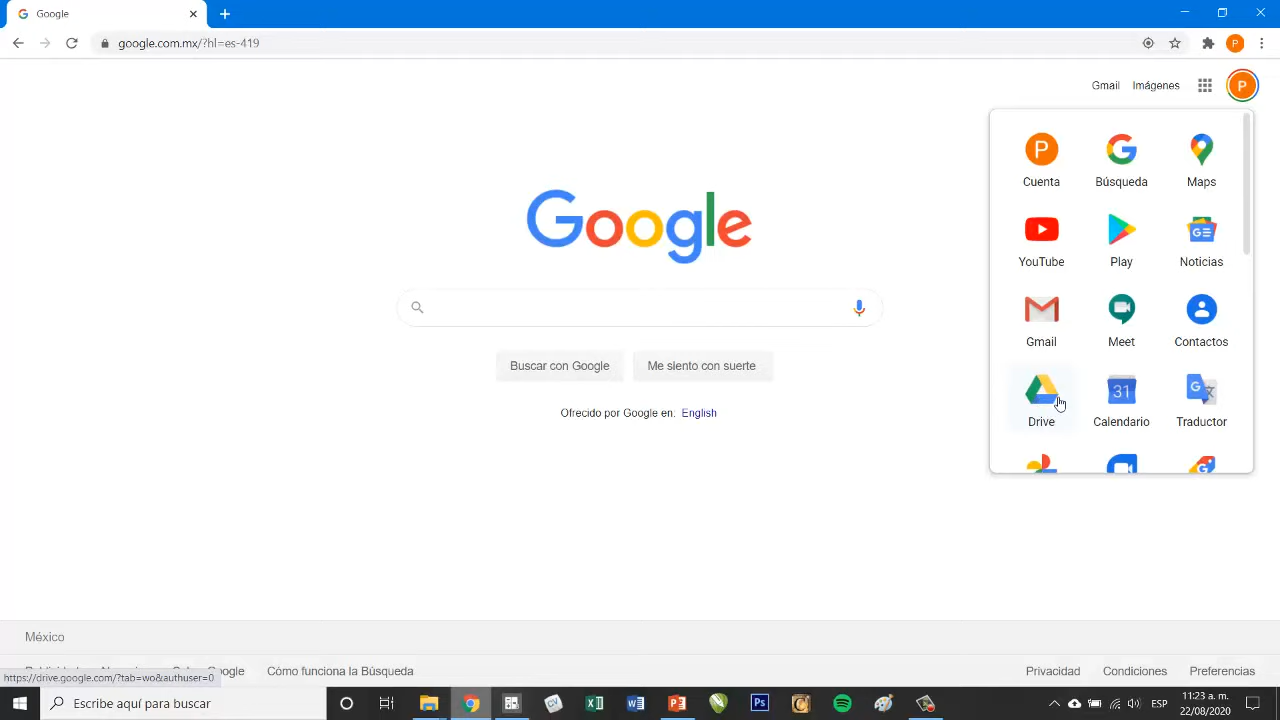 Google
google.com.mx/?hl=es-419
P
Gmail Imágenes
P
P
Cuenta Búsqueda Maps
GE
YouTube Play Noticias
Google
Gmail Meet Contactos
Buscar con Google Me siento con suerte
31 G
Ofrecido por Google en: English
Drive Calendario Traductor
G
México
Google Cómo funciona la Búsqueda
Privacidad Condiciones Preferencias
https://drive.google.com/?tab=wo&authuser=0
Escribe aquí para buscar
Ps
ESP
11:23 a. m.
22/08/2020